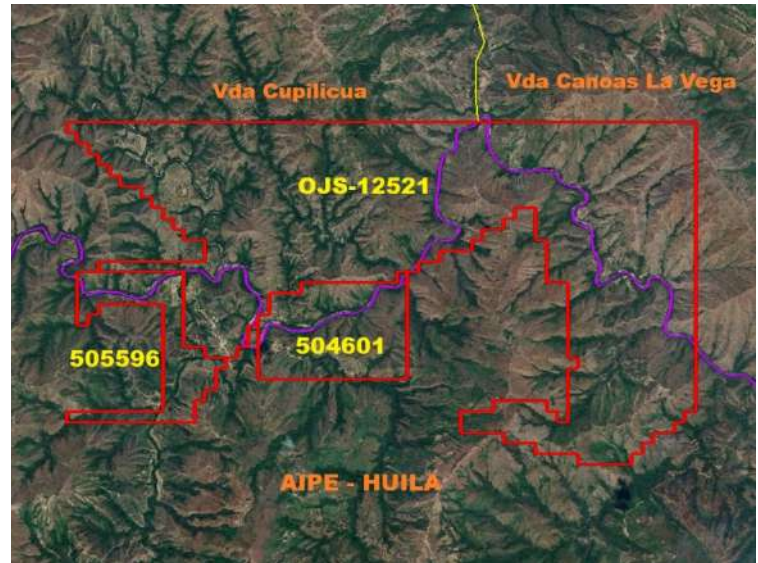 Vda Canoas La Vega
Vda Cupilicua
OJS-12521
505596
504601
AIPE - HUILA